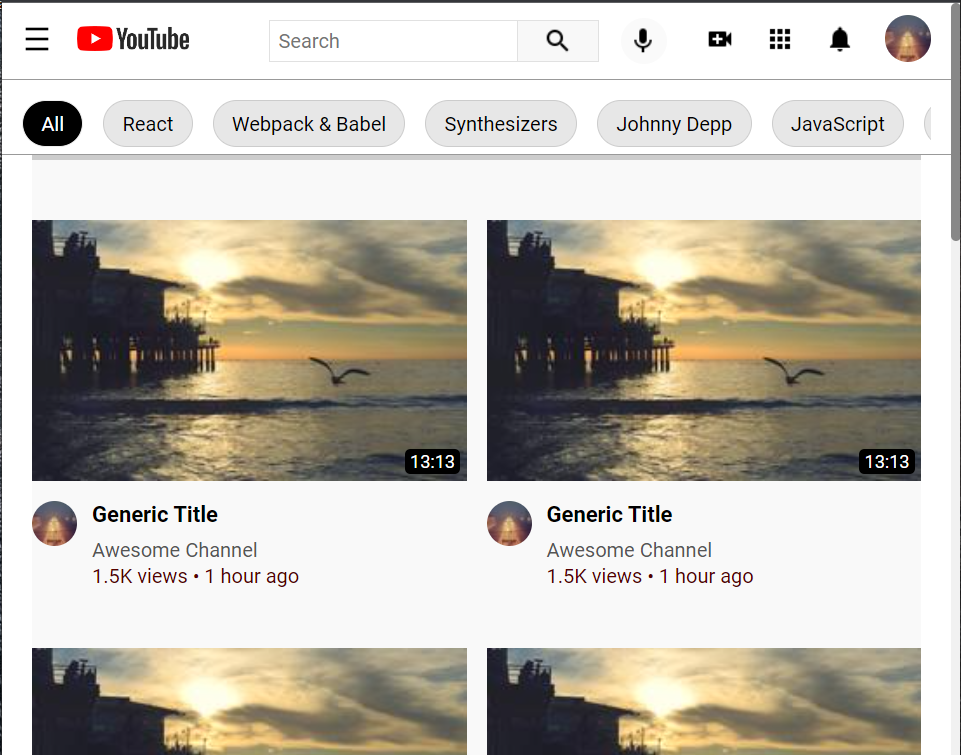 YouTube
Search
All
React
Webpack & Babel
Synthesizers
Johnny Depp
JavaScript
13:13
13:13
Generic Title
Awesome Channel
1.5K views • 1 hour ago
Generic Title
Awesome Channel
1.5K views • 1 hour ago